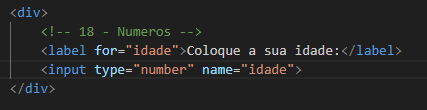 <div>
<!-- 18 - Numeros -->
<label for="idade">Coloque a sua idade:</label>
<input type="number" name="idade">
</div>